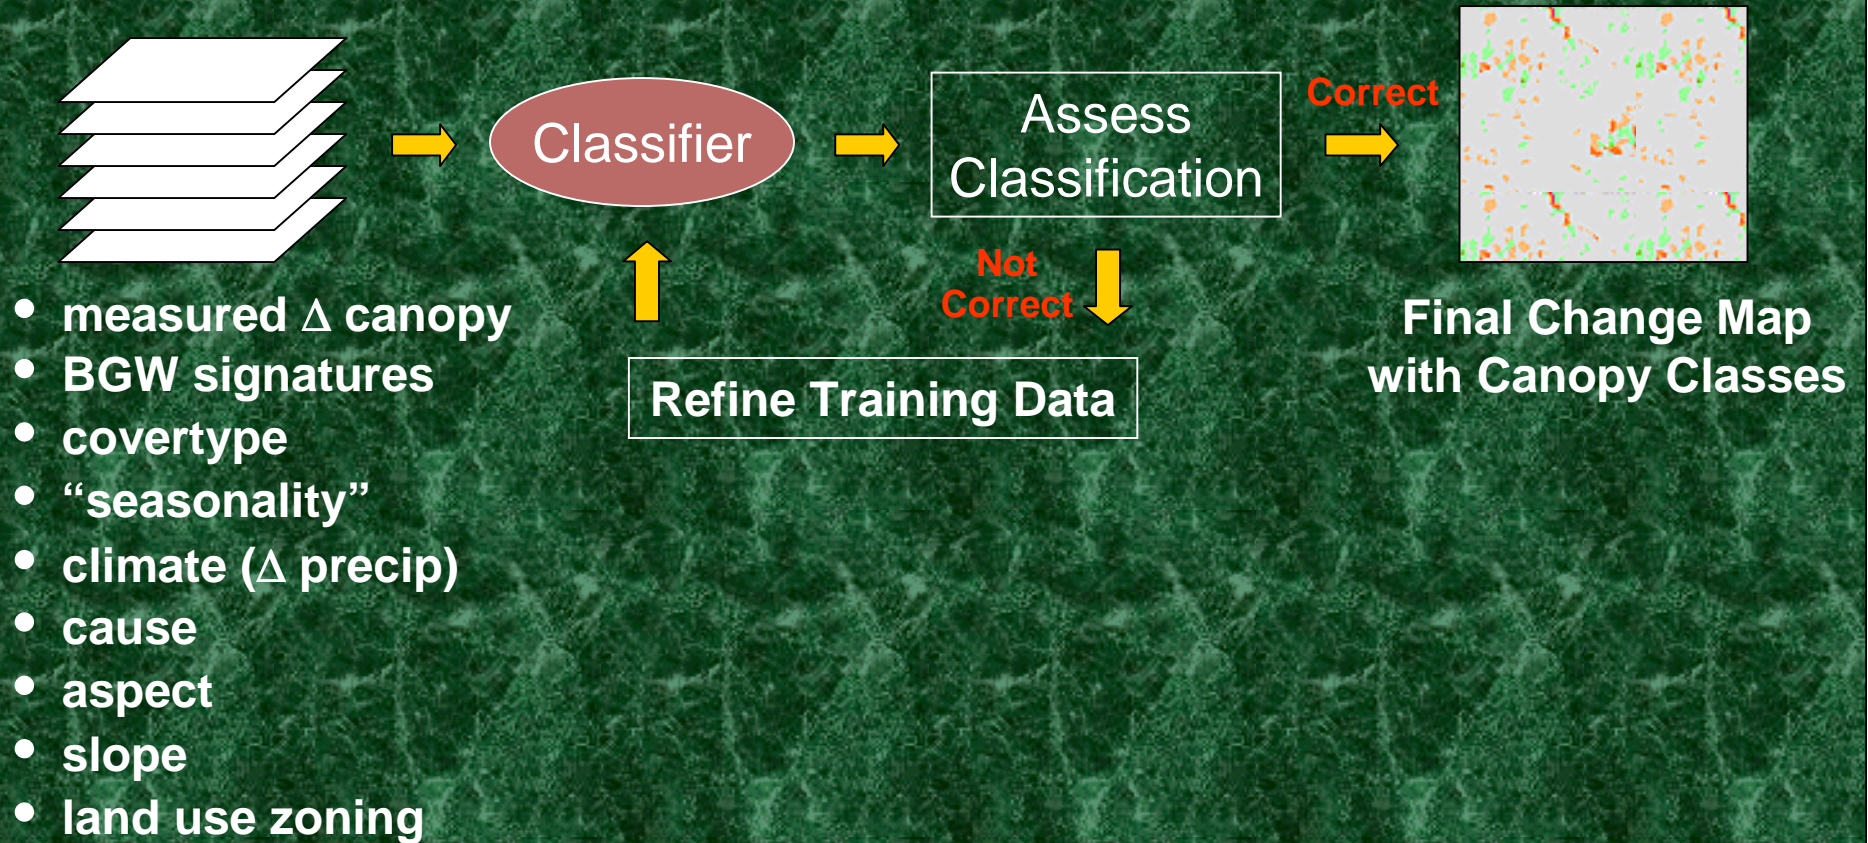 Classifier
Assess
Classification
Correct
Not
Correct
Refine Training Data
Final Change Map
with Canopy Classes
• measured Δ canopy
• BGW signatures
• covertype
• “seasonality”
• climate (Δ precip)
• cause
• aspect
• slope
• land use zoning